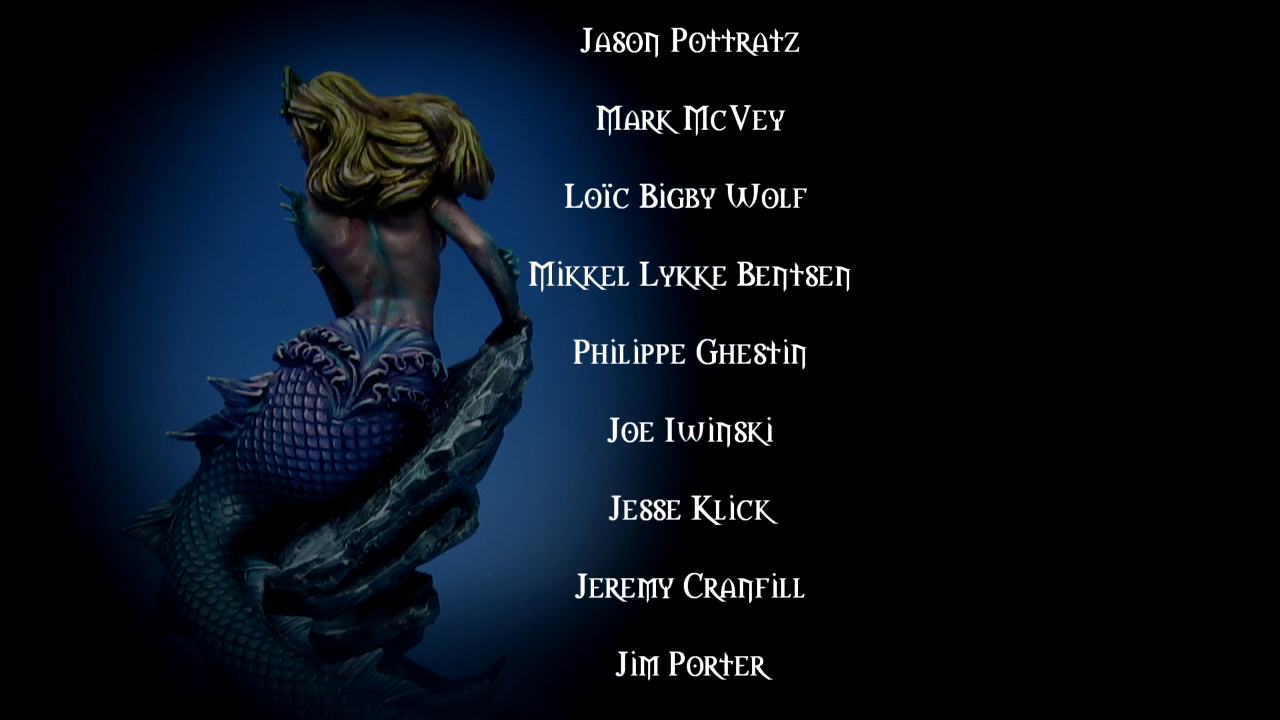 Jason Pottratz
Mark McVey
Loïc Bigby Wolf
Mikkel Lykke Bentsen
Philippe Ghestin
Joe Iwinski
Jesse Klick
Jeremy Cranfill
Jim Porter